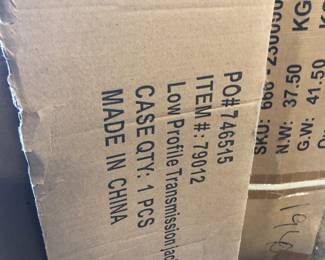 PO#746515
ITEM #: 79012
Low Profile Transmission jac
CASE QTY: 1 PCS
MADE IN CHINA
N.W: 37.50 KG
G.W: 41.50